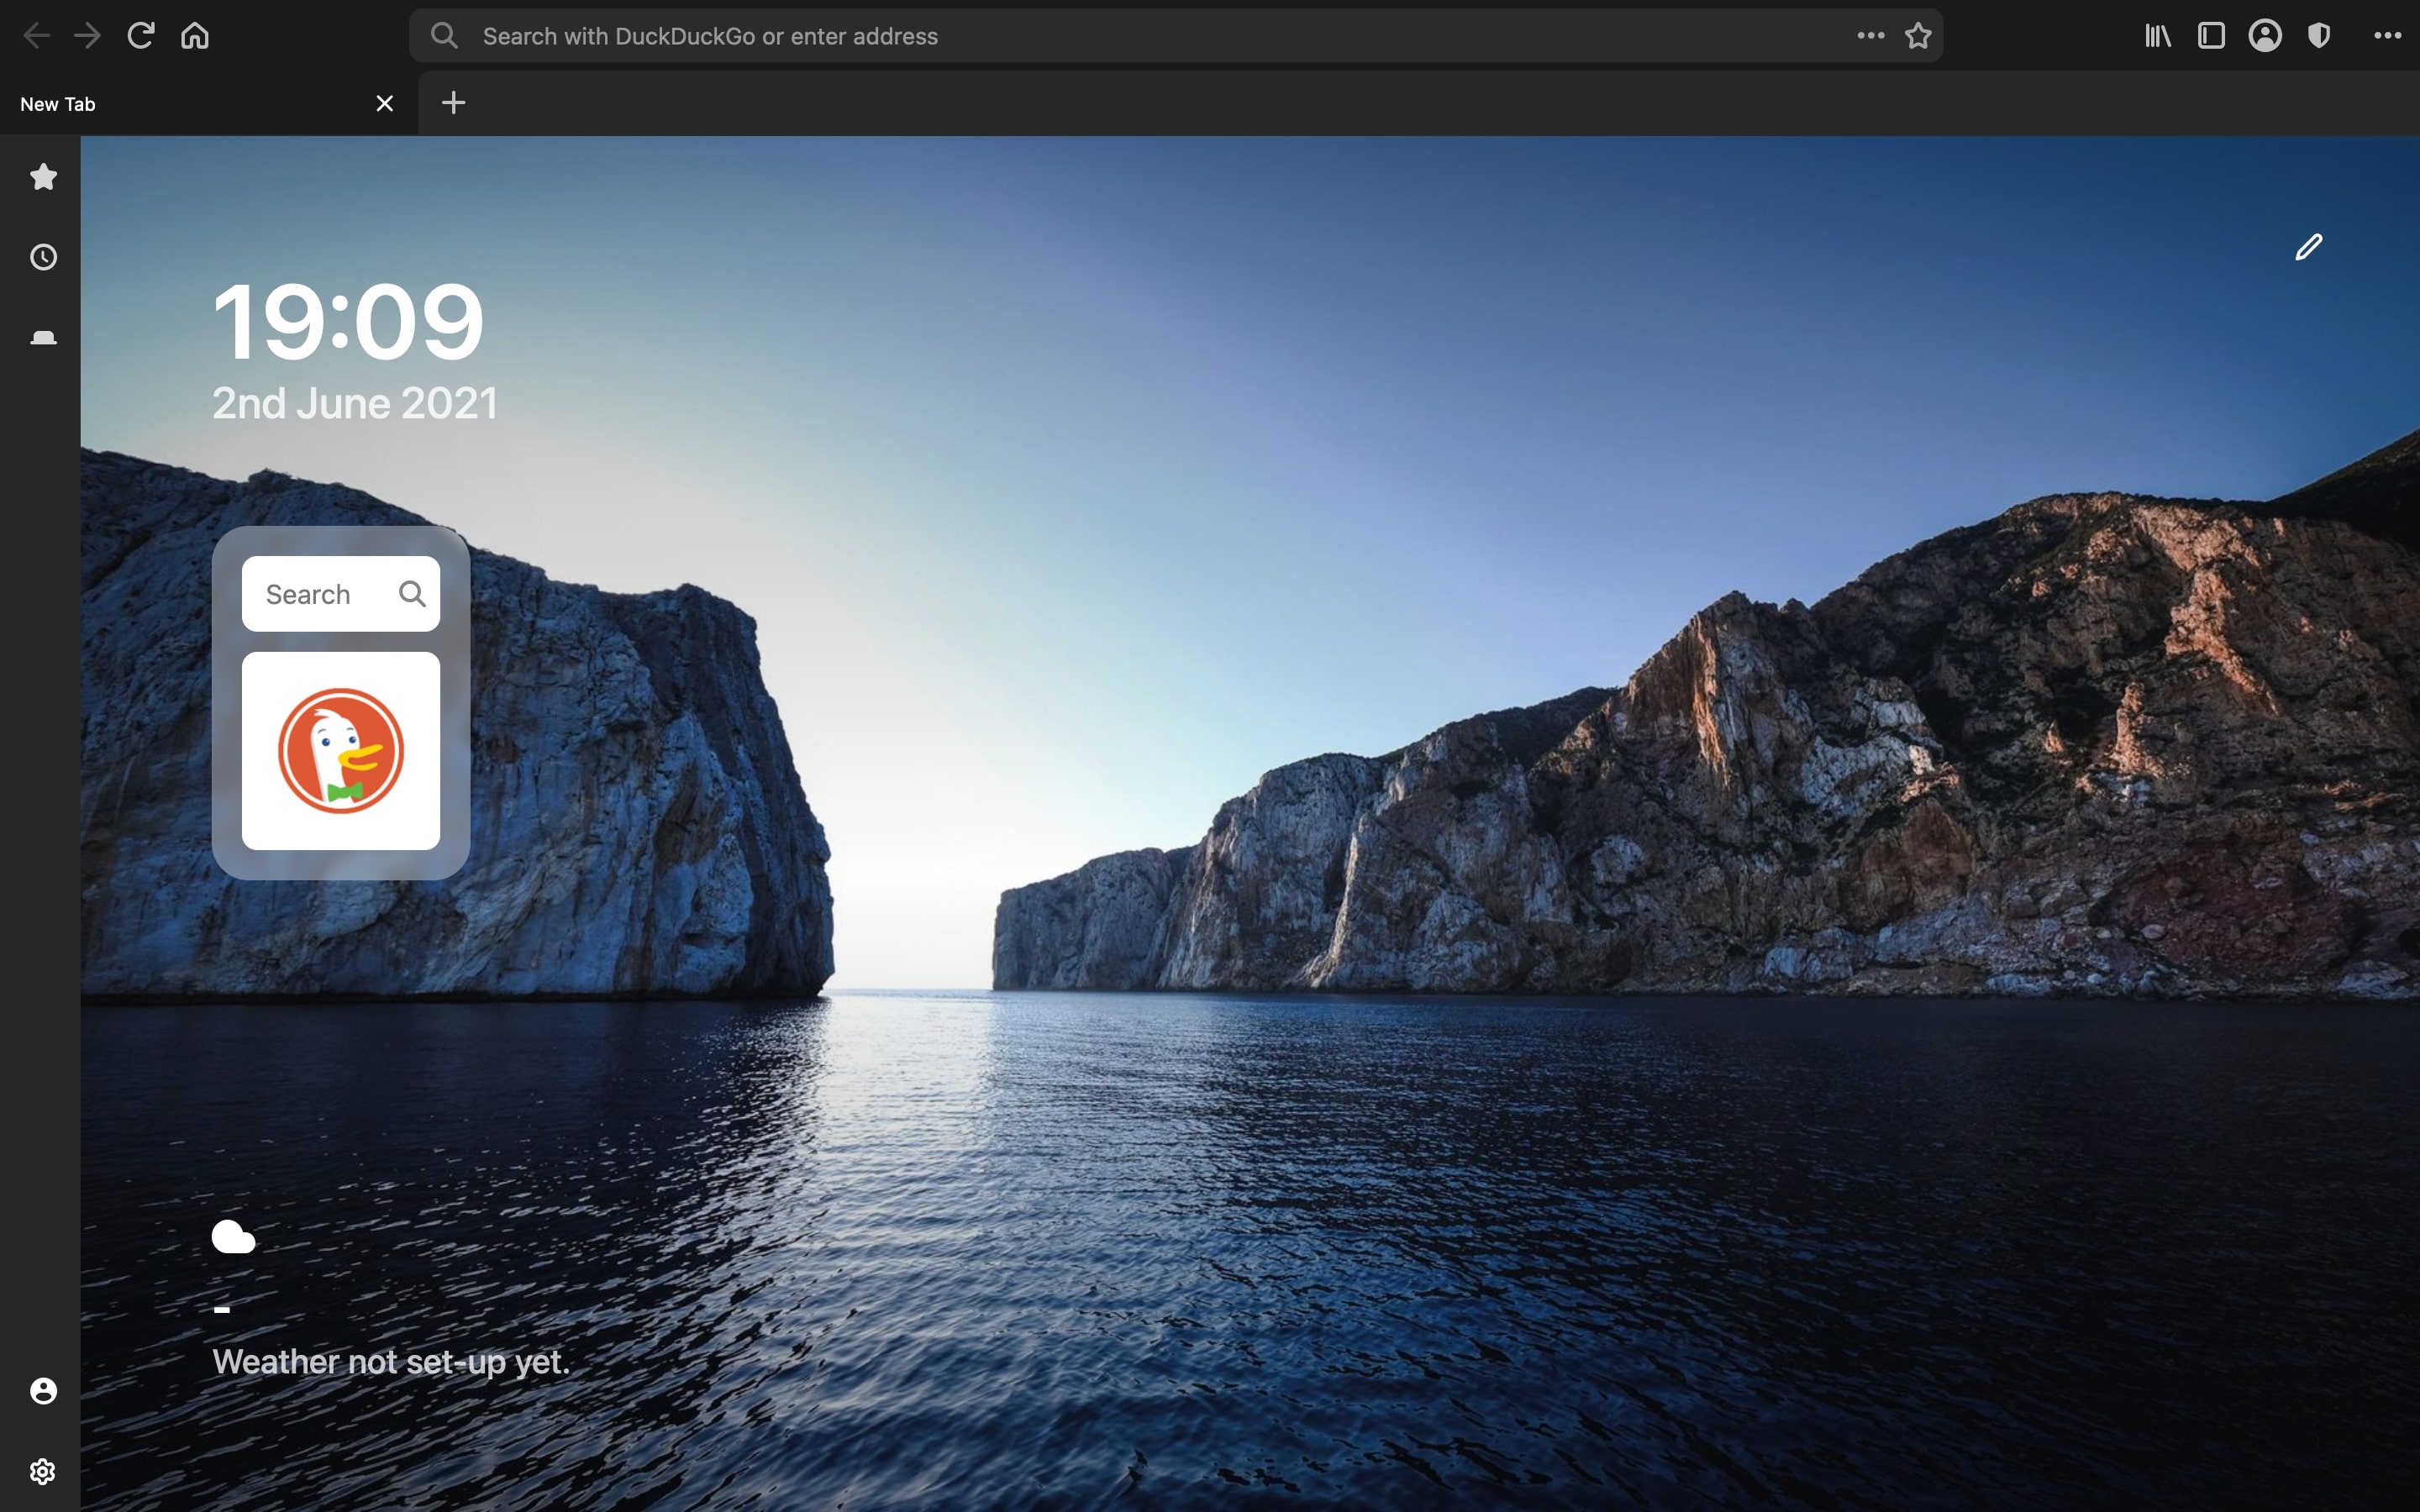 Search with DuckDuckGo or enter address
New Tab
19:09
2nd June 2021
Search
-
Weather not set-up yet.